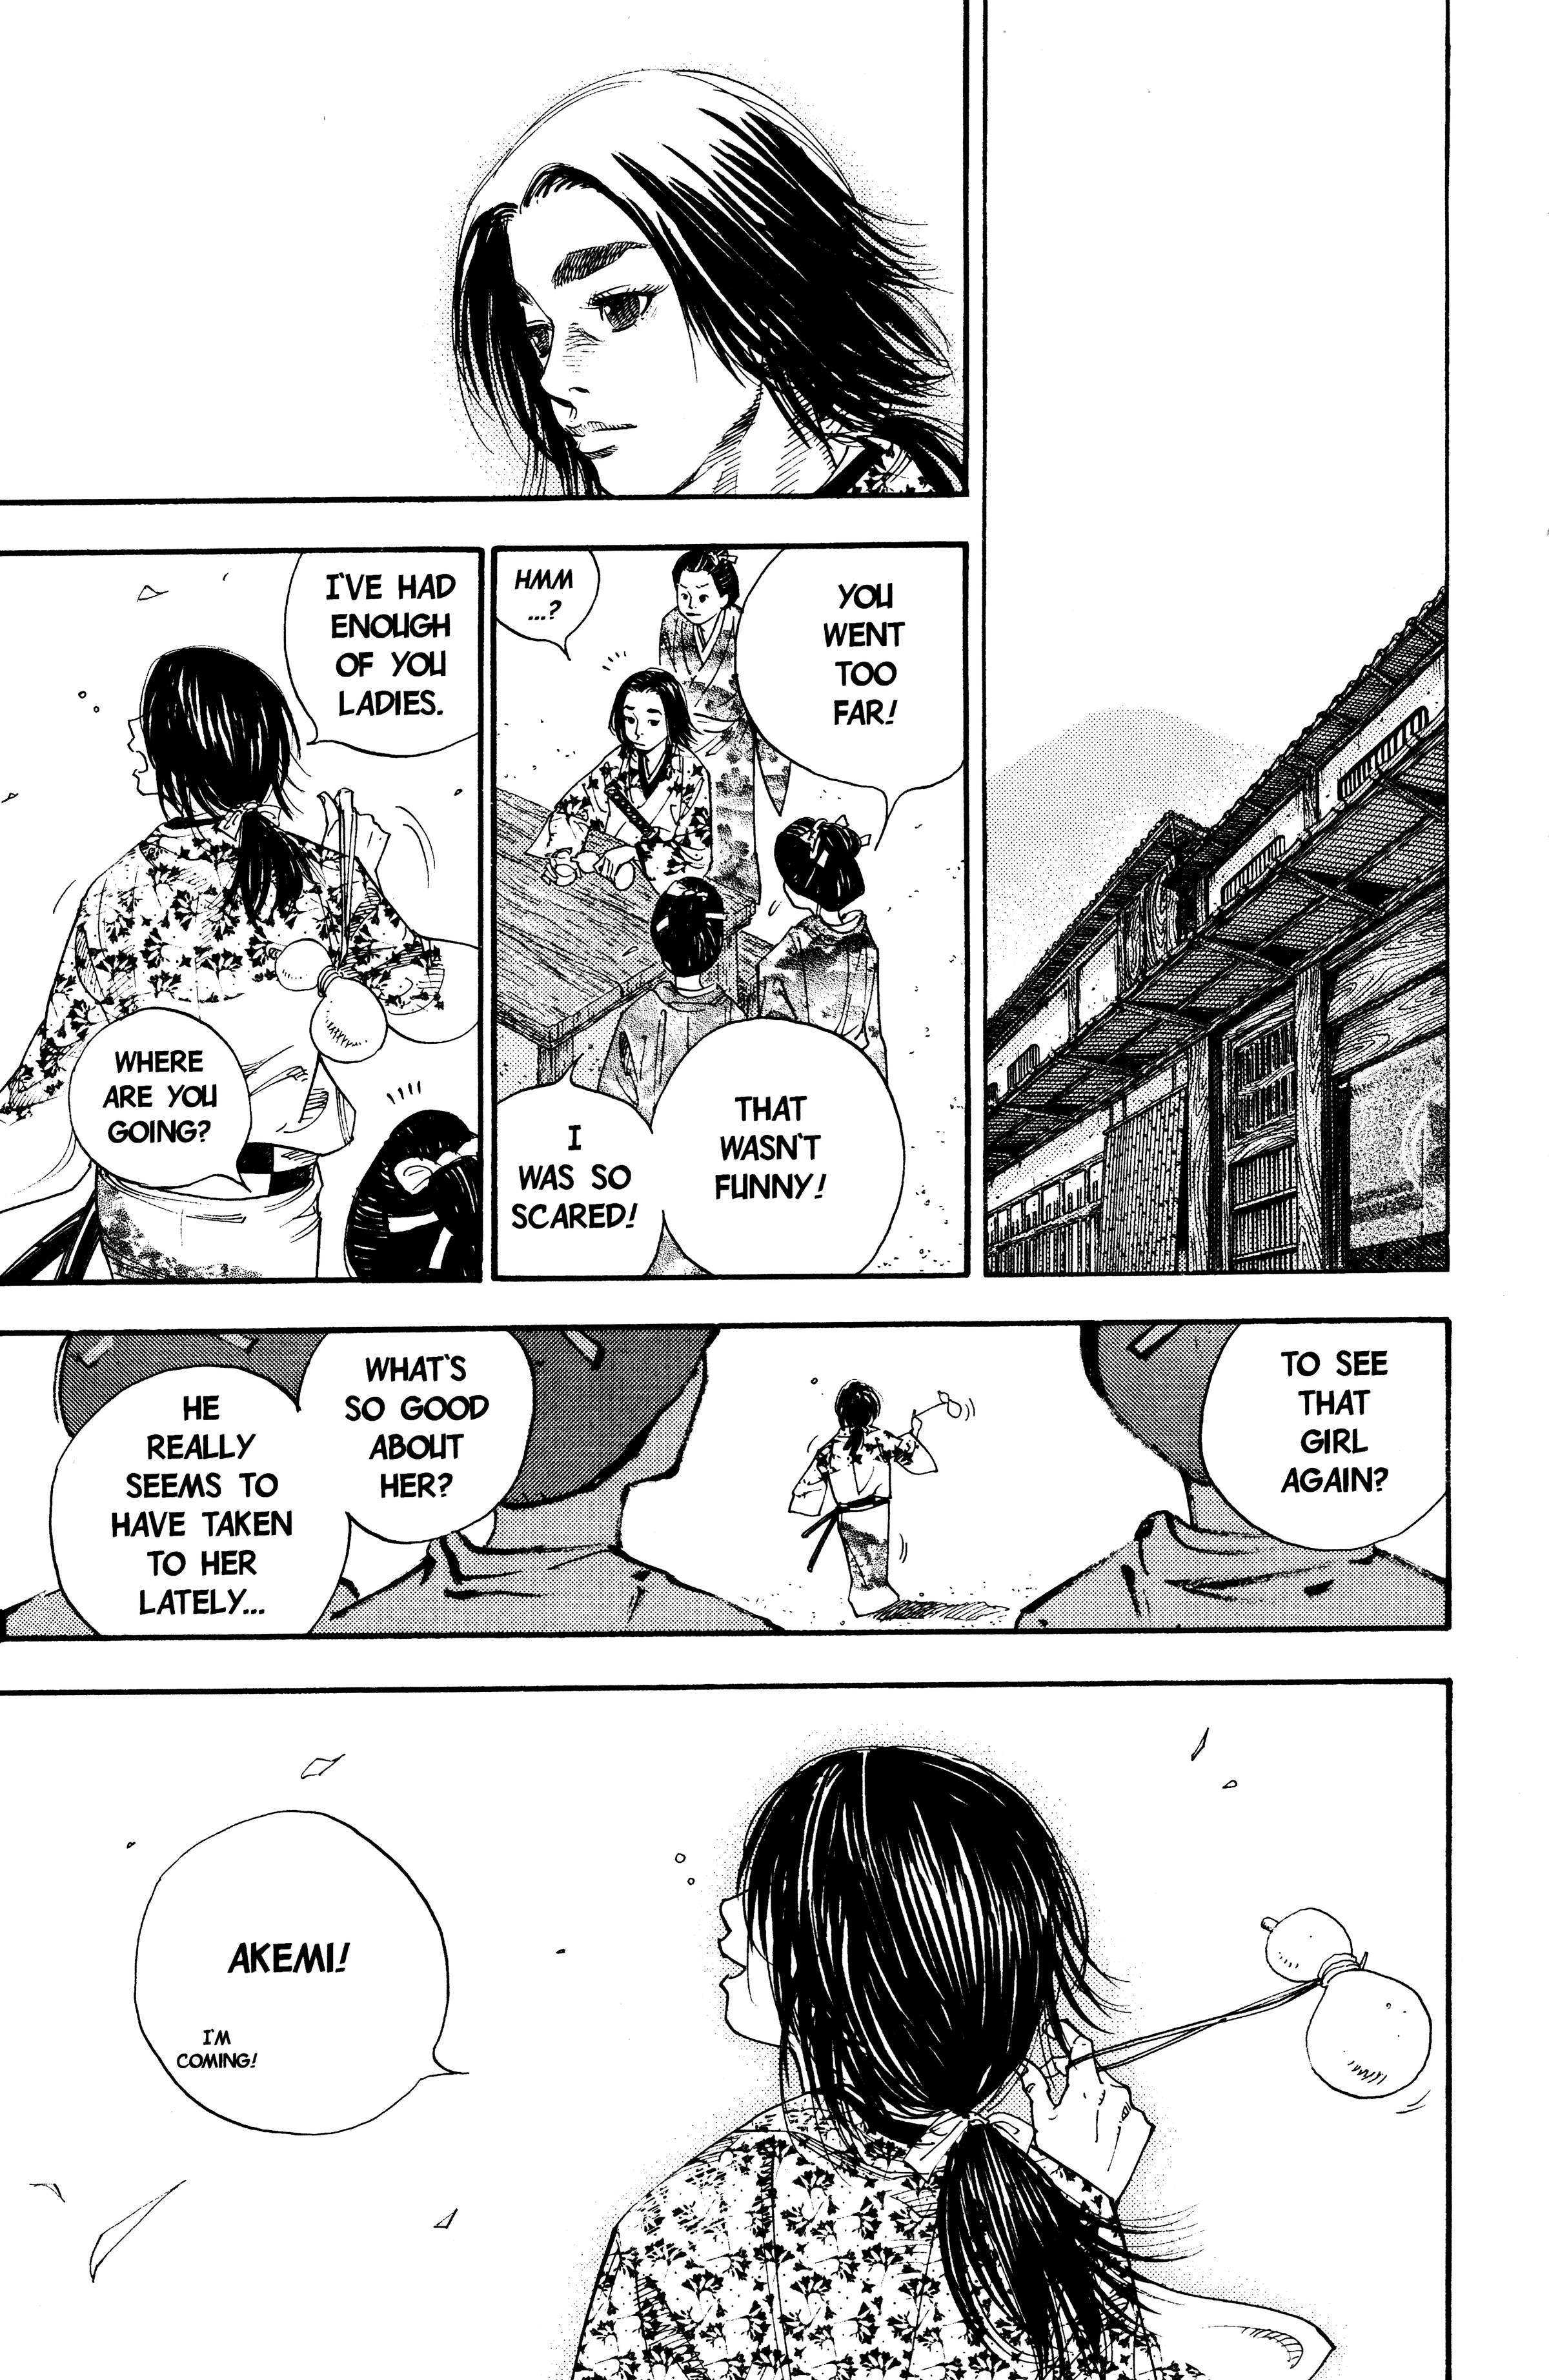 YOU
WENT
TOO
FAR!
HMM
...?
THAT
WASN'T
FUNNY!
I
WAS SO
SCARED!
I'VE HAD
ENOUGH
OF YOU
LADIES.
WHERE
ARE YOU
GOING?
TO SEE
THAT
GIRL
AGAIN?
WHAT'S
SO GOOD
ABOUT
HER?
HE
REALLY
SEEMS TO
HAVE TAKEN
TO HER
LATELY...
AKEMI!
I'M
COMING!